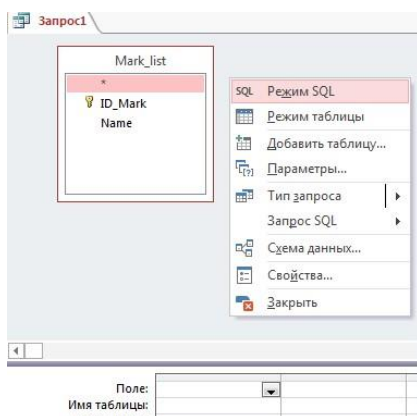 Запрос1
Mark_list
*
ID_Mark
Name
SQL Режим SQL
Режим таблицы
Добавить таблицу...
Параметры...
Тип запроса
Запрос SQL
Схема данных...
Свойства...
Закрыть
Поле:
Имя таблицы: